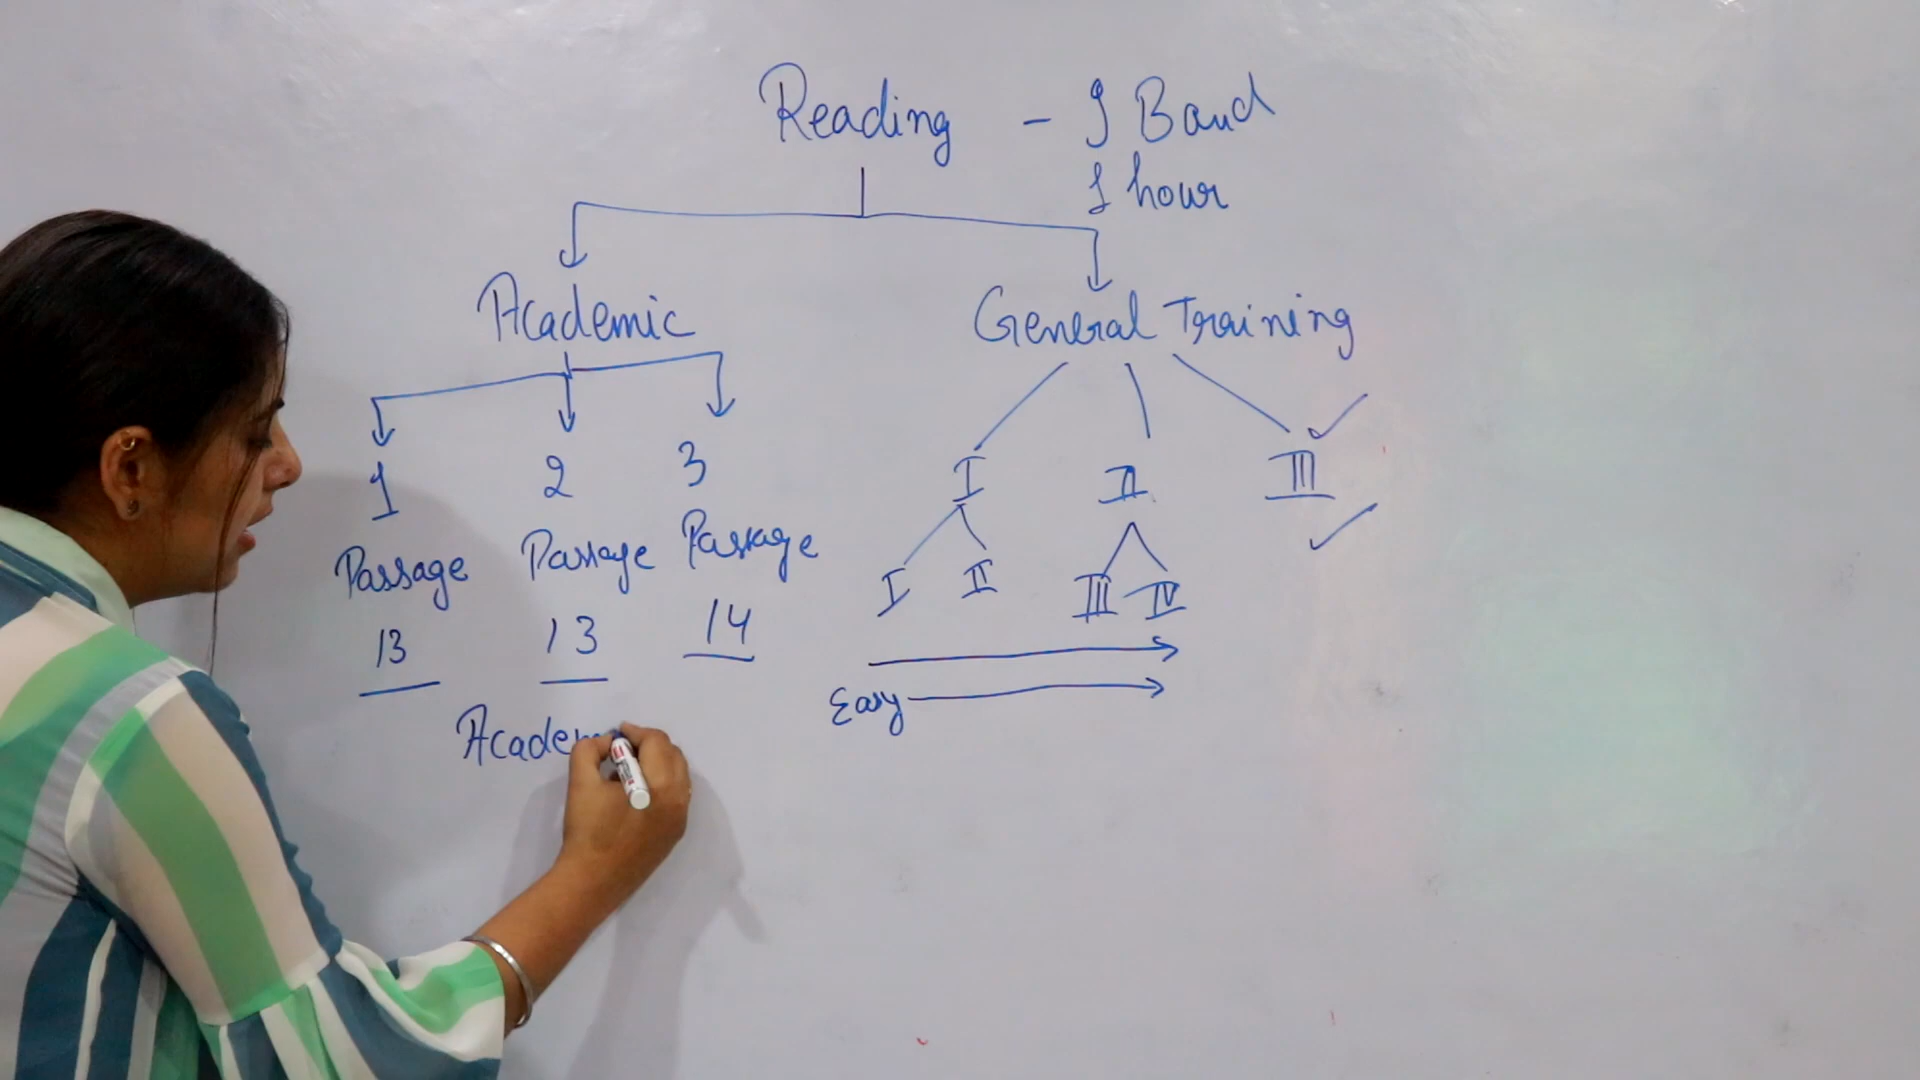 Reading - 9 Band
1 hour
Academic General Training
1 2 3 I II III
Passage Passage Passage I II III IV
13 13 14
Easy
Academ